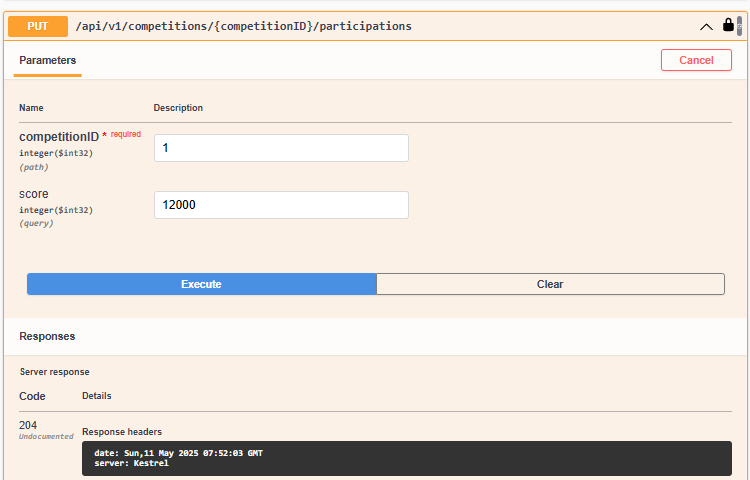 PUT /api/v1/competitions/{competitionID}/participations
Parameters Cancel
Name Description
competitionID * required
integer($int32)
(path)
1
score
integer($int32)
(query)
12000
Execute Clear
Responses
Server response
Code Details
204
Undocumented
Response headers
date: Sun,11 May 2025 07:52:03 GMT
server: Kestrel